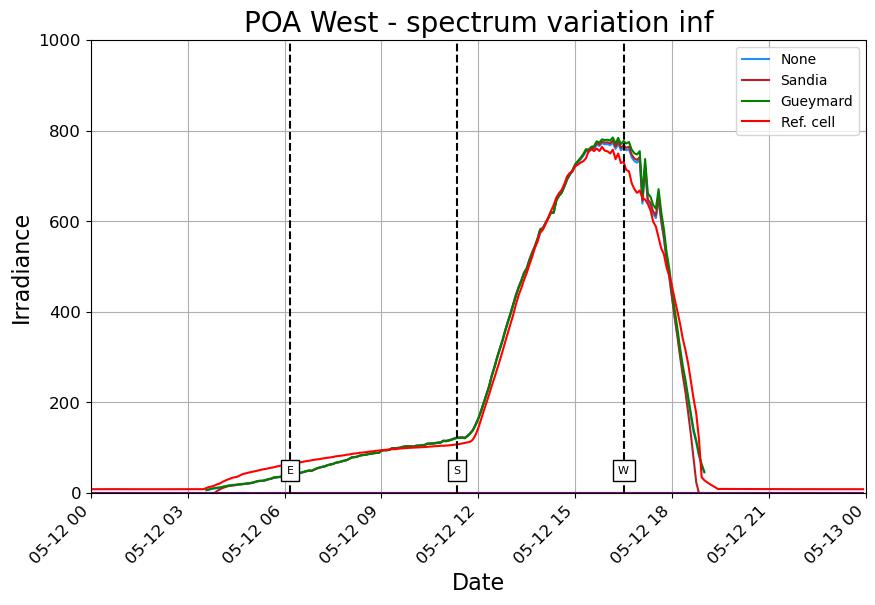 POA West - spectrum variation inf
1000
800
600
400
200
0
Irradiance
None
Sandia
Gueymard
Ref. cell
E
S
W
05-12 00
05-12 03
05-12 06
05-12 09
05-12 12
05-12 15
05-12 18
05-12 21
05-13 00
Date